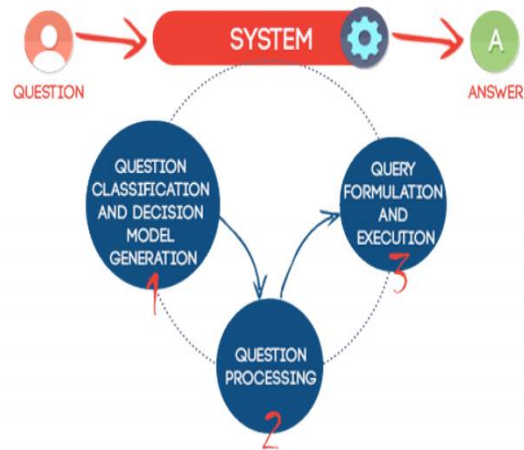 SYSTEM
A
QUESTION
ANSWER
QUESTION
CLASSIFICATION
AND DECISION
MODEL
GENERATION
1
QUERY
FORMULATION
AND
EXECUTION
3
QUESTION
PROCESSING
2